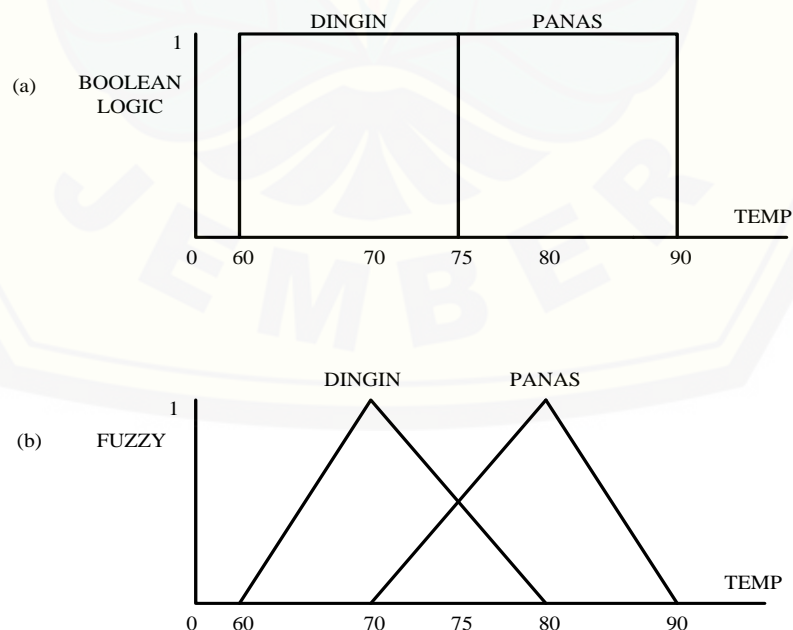 DINGIN PANAS
1
(a) BOOLEAN
LOGIC
TEMP
0 60 70 75 80 90
JEMBER
DINGIN PANAS
1
(b) FUZZY
TEMP
0 60 70 75 80 90